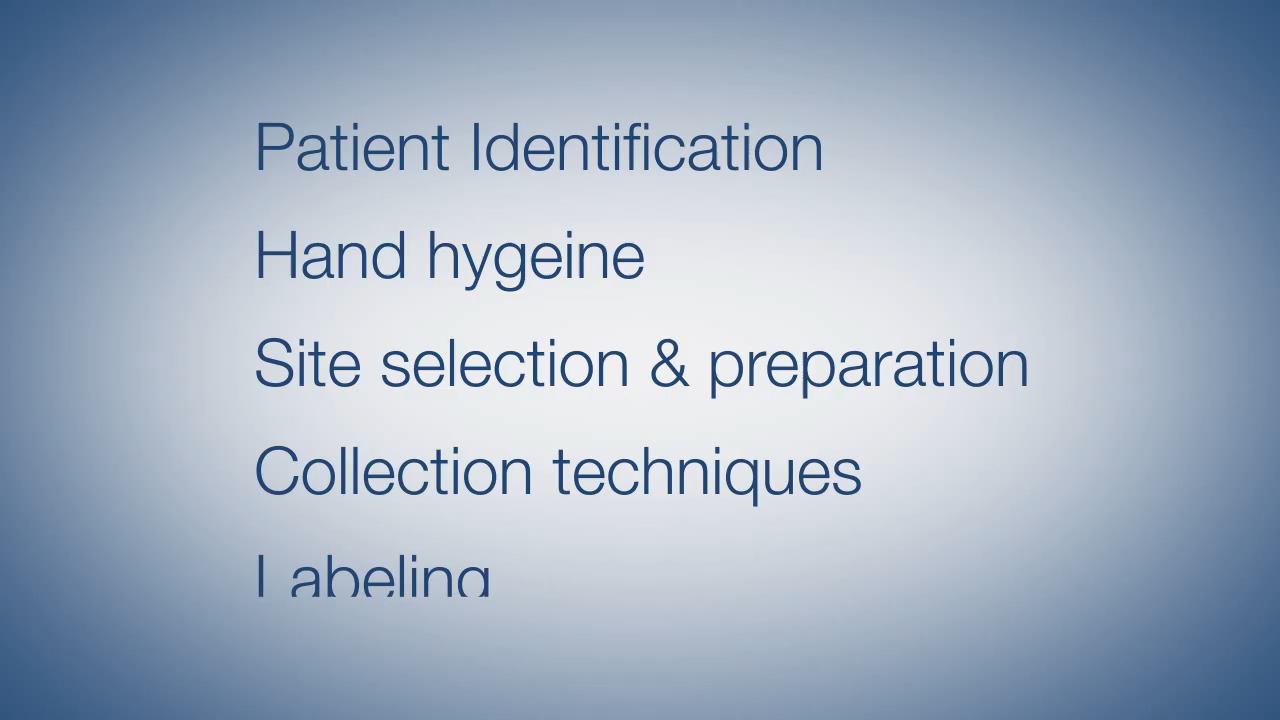 Patient Identification
Hand hygeine
Site selection & preparation
Collection techniques
Labeling